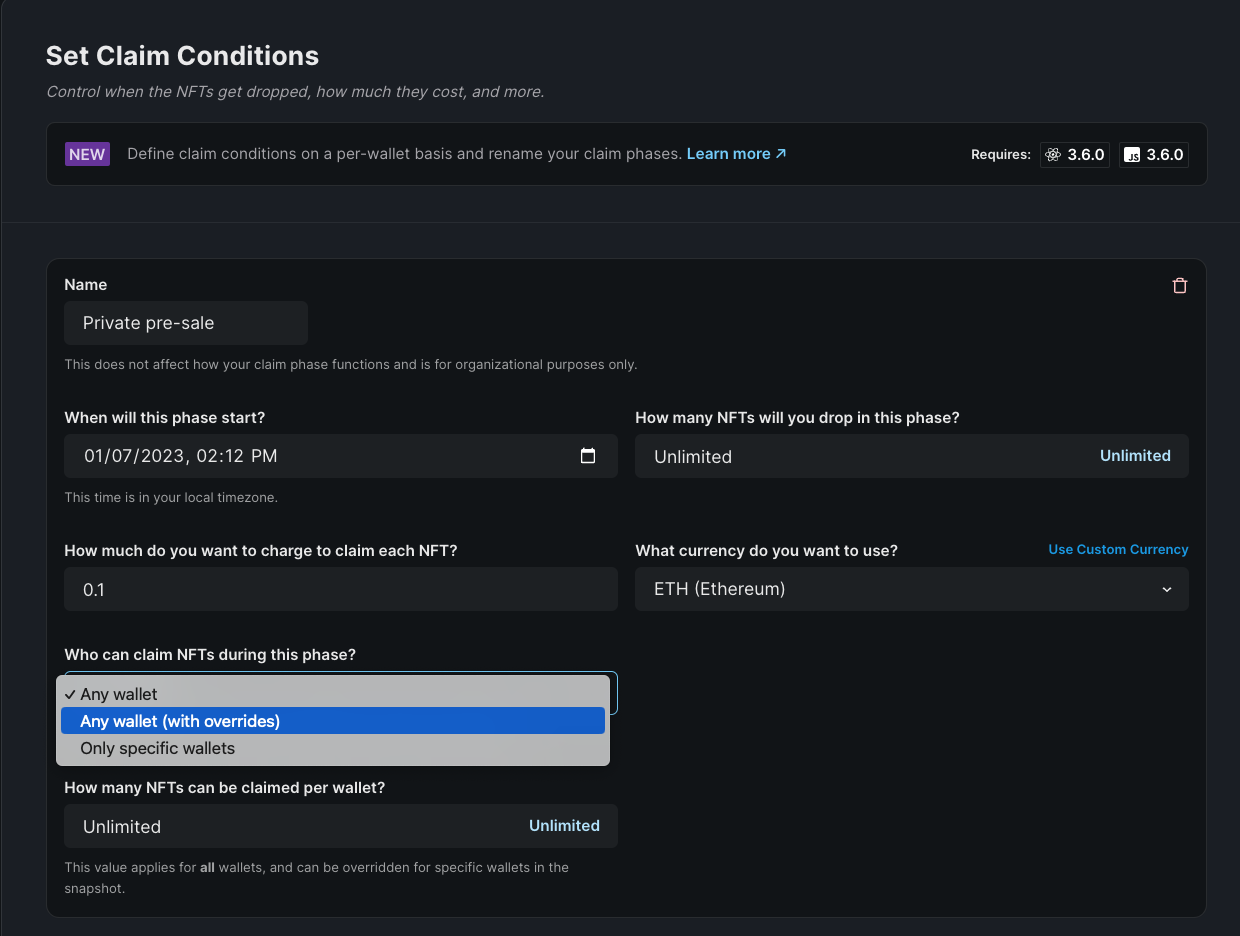 Set Claim Conditions
Control when the NFTs get dropped, how much they cost, and more.
NEW Define claim conditions on a per-wallet basis and rename your claim phases. Learn more ↗ Requires: 3.6.0 JS 3.6.0
Name
Private pre-sale
This does not affect how your claim phase functions and is for organizational purposes only.
When will this phase start? How many NFTs will you drop in this phase?
01/07/2023, 02:12 PM Unlimited Unlimited
This time is in your local timezone.
How much do you want to charge to claim each NFT? What currency do you want to use? Use Custom Currency
0.1 ETH (Ethereum)
Who can claim NFTs during this phase?
✓ Any wallet
Any wallet (with overrides)
Only specific wallets
How many NFTs can be claimed per wallet?
Unlimited Unlimited
This value applies for all wallets, and can be overridden for specific wallets in the
snapshot.